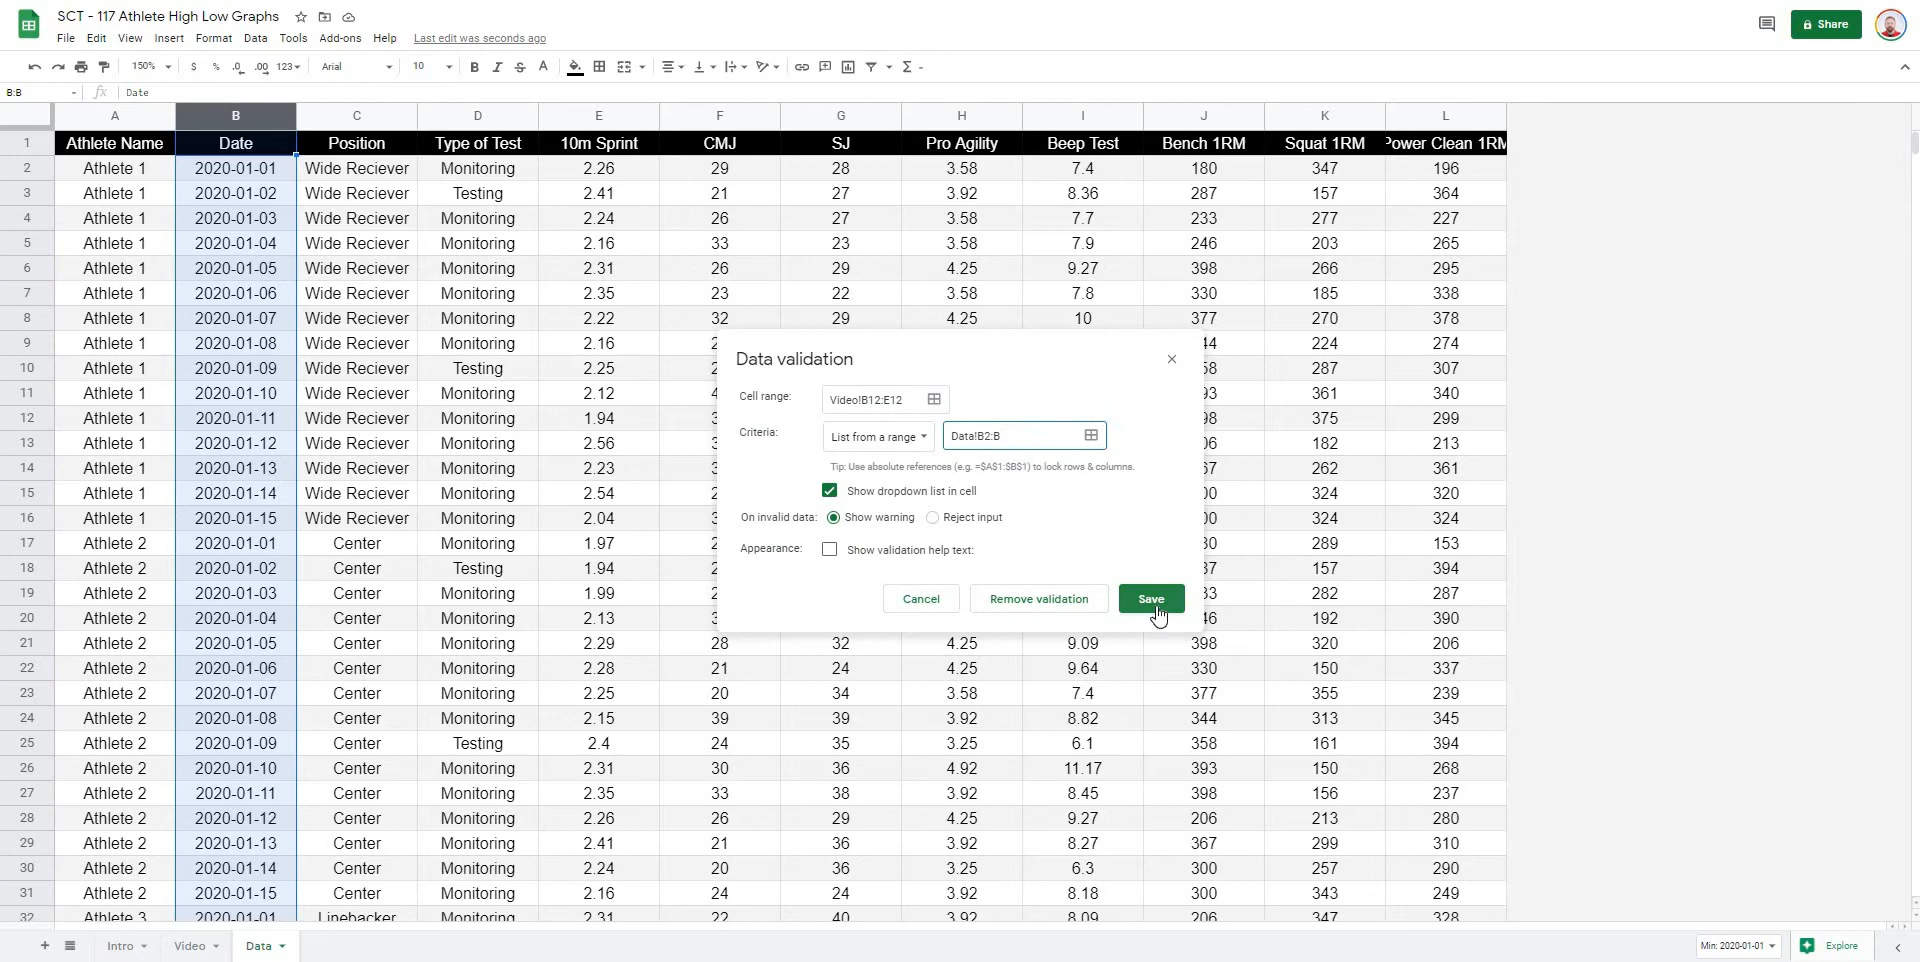 SCT - 117 Athlete High Low Graphs
File Edit View Insert Format Data Tools Add-ons Help Last edit was seconds ago
Share
150% $ % .0 .00 123 Arial 10 B I S A Σ
B:B fx Date
A B C D E F G H I J K L
1 Athlete Name Date Position Type of Test 10m Sprint CMJ SJ Pro Agility Beep Test Bench 1RM Squat 1RM Power Clean 1RM
2 Athlete 1 2020-01-01 Wide Reciever Monitoring 2.26 29 28 3.58 7.4 180 347 196
3 Athlete 1 2020-01-02 Wide Reciever Testing 2.41 21 27 3.92 8.36 287 157 364
4 Athlete 1 2020-01-03 Wide Reciever Monitoring 2.24 26 27 3.58 7.7 233 277 227
5 Athlete 1 2020-01-04 Wide Reciever Monitoring 2.16 33 23 3.58 7.9 246 203 265
6 Athlete 1 2020-01-05 Wide Reciever Monitoring 2.31 26 29 4.25 9.27 398 266 295
7 Athlete 1 2020-01-06 Wide Reciever Monitoring 2.35 23 22 3.58 7.8 330 185 338
8 Athlete 1 2020-01-07 Wide Reciever Monitoring 2.22 32 29 4.25 10 377 270 378
9 Athlete 1 2020-01-08 Wide Reciever Monitoring 2.16 224 274
10 Athlete 1 2020-01-09 Wide Reciever Testing 2.25 287 307
11 Athlete 1 2020-01-10 Wide Reciever Monitoring 2.12 361 340
12 Athlete 1 2020-01-11 Wide Reciever Monitoring 1.94 375 299
13 Athlete 1 2020-01-12 Wide Reciever Monitoring 2.56 182 213
14 Athlete 1 2020-01-13 Wide Reciever Monitoring 2.23 262 361
15 Athlete 1 2020-01-14 Wide Reciever Monitoring 2.54 324 320
16 Athlete 1 2020-01-15 Wide Reciever Monitoring 2.04 324 324
17 Athlete 2 2020-01-01 Center Monitoring 1.97 289 153
18 Athlete 2 2020-01-02 Center Testing 1.94 157 394
19 Athlete 2 2020-01-03 Center Monitoring 1.99 282 287
20 Athlete 2 2020-01-04 Center Monitoring 2.13 192 390
21 Athlete 2 2020-01-05 Center Monitoring 2.29 28 32 4.25 9.09 398 320 206
22 Athlete 2 2020-01-06 Center Monitoring 2.28 21 24 4.25 9.64 330 150 337
23 Athlete 2 2020-01-07 Center Monitoring 2.25 20 34 3.58 7.4 377 355 239
24 Athlete 2 2020-01-08 Center Monitoring 2.15 39 39 3.92 8.82 344 313 345
25 Athlete 2 2020-01-09 Center Testing 2.4 24 35 3.25 6.1 358 161 394
26 Athlete 2 2020-01-10 Center Monitoring 2.31 30 36 4.92 11.17 393 150 268
27 Athlete 2 2020-01-11 Center Monitoring 2.35 33 38 3.92 8.45 398 156 237
28 Athlete 2 2020-01-12 Center Monitoring 2.26 26 29 4.25 9.27 206 213 280
29 Athlete 2 2020-01-13 Center Monitoring 2.41 21 36 3.92 8.27 367 299 310
30 Athlete 2 2020-01-14 Center Monitoring 2.24 20 36 3.25 6.3 300 257 290
31 Athlete 2 2020-01-15 Center Monitoring 2.16 24 24 3.92 8.18 300 343 249
32 Athlete 3 2020-01-01 Linebacker Monitoring 2.31 22 40 3.92 8.09 206 347 328
Data validation
Cell range: Video!B12:E12
Criteria: List from a range Data!B2:B
Tip: Use absolute references (e.g. =$A$1:$B$1) to lock rows & columns.
Show dropdown list in cell
On invalid data: Show warning Reject input
Appearance: Show validation help text:
Cancel Remove validation Save
Intro Video Data Min: 2020-01-01 Explore